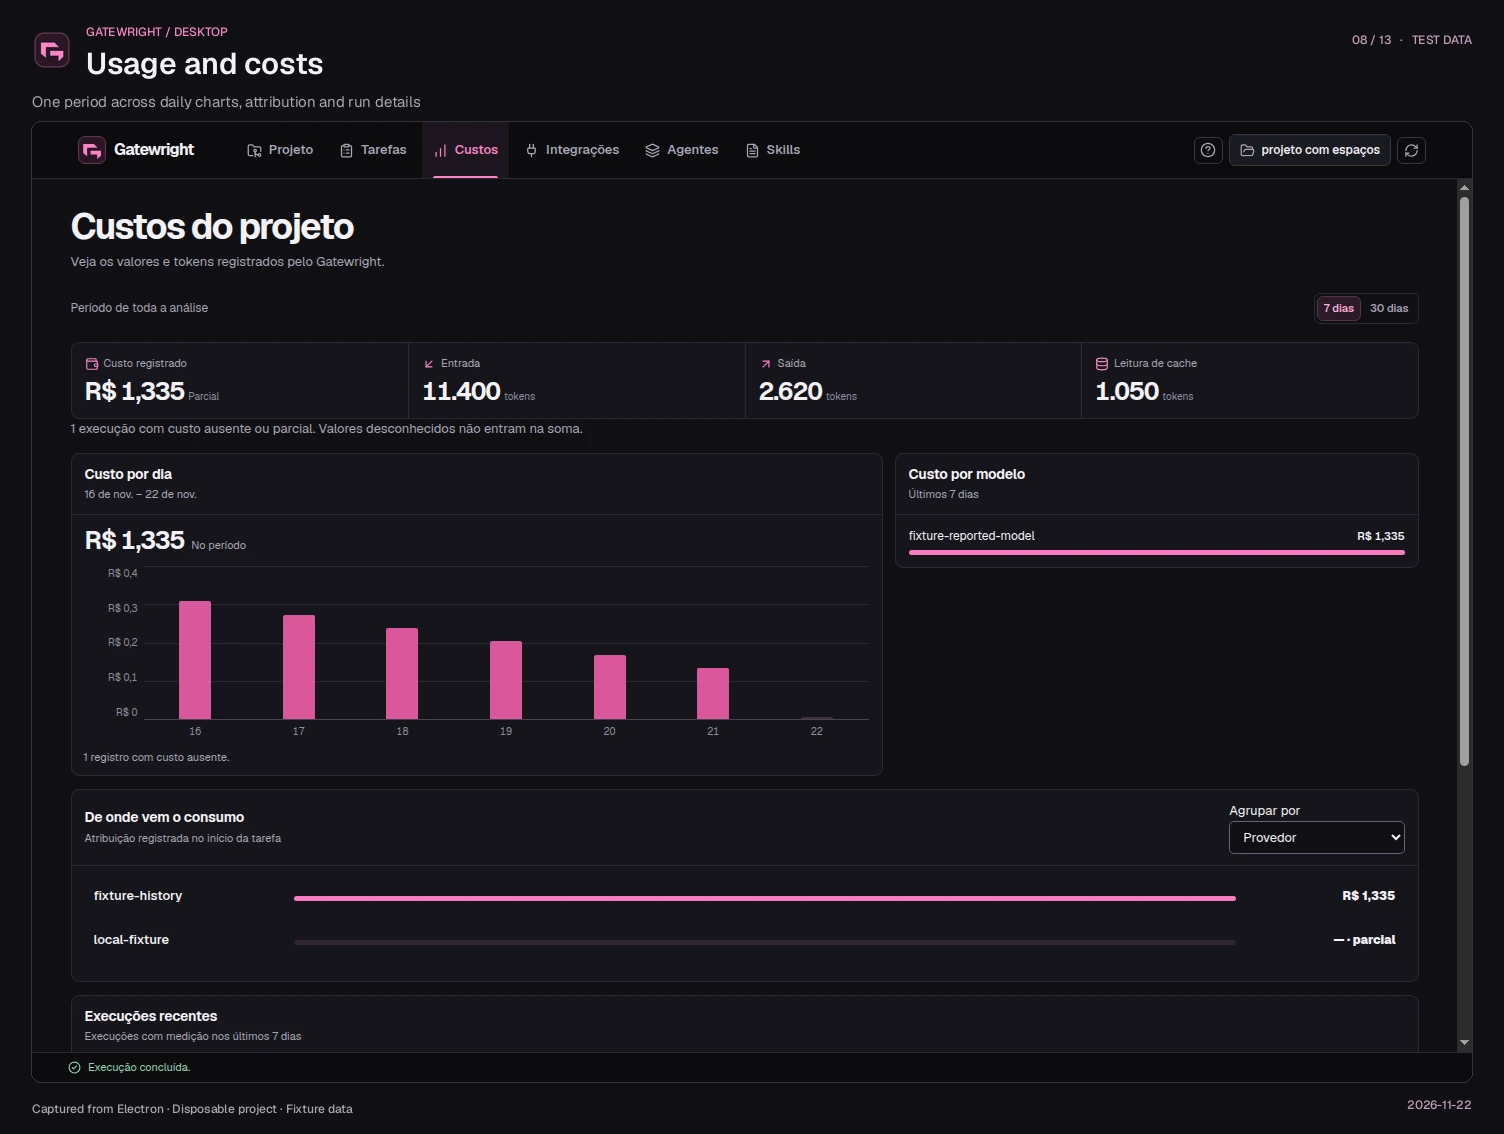 GATEWRIGHT / DESKTOP
Usage and costs
08 / 13 · TEST DATA
One period across daily charts, attribution and run details
Gatewright
Projeto
Tarefas
Custos
Integrações
Agentes
Skills
projeto com espaços
Custos do projeto
Veja os valores e tokens registrados pelo Gatewright.
Período de toda a análise
7 dias
30 dias
Custo registrado
R$ 1,335 Parcial
Entrada
11.400 tokens
Saída
2.620 tokens
Leitura de cache
1.050 tokens
1 execução com custo ausente ou parcial. Valores desconhecidos não entram na soma.
Custo por dia
16 de nov. – 22 de nov.
R$ 1,335 No período
R$ 0,4
R$ 0,3
R$ 0,2
R$ 0,1
R$ 0
16 17 18 19 20 21 22
1 registro com custo ausente.
Custo por modelo
Últimos 7 dias
fixture-reported-model R$ 1,335
De onde vem o consumo
Atribuição registrada no início da tarefa
Agrupar por
Provedor
fixture-history R$ 1,335
local-fixture — · parcial
Execuções recentes
Execuções com medição nos últimos 7 dias
Execução concluída.
Captured from Electron · Disposable project · Fixture data
2026-11-22